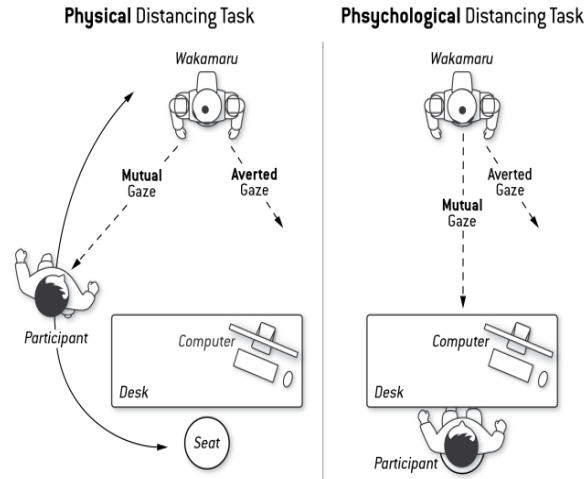 Physical Distancing Task
Wakamaru
Mutual
Gaze
Averted
Gaze
Participant
Computer
Desk
Seat
Phsychological Distancing Task
Wakamaru
Averted
Gaze
Mutual
Gaze
Computer
Desk
Participant